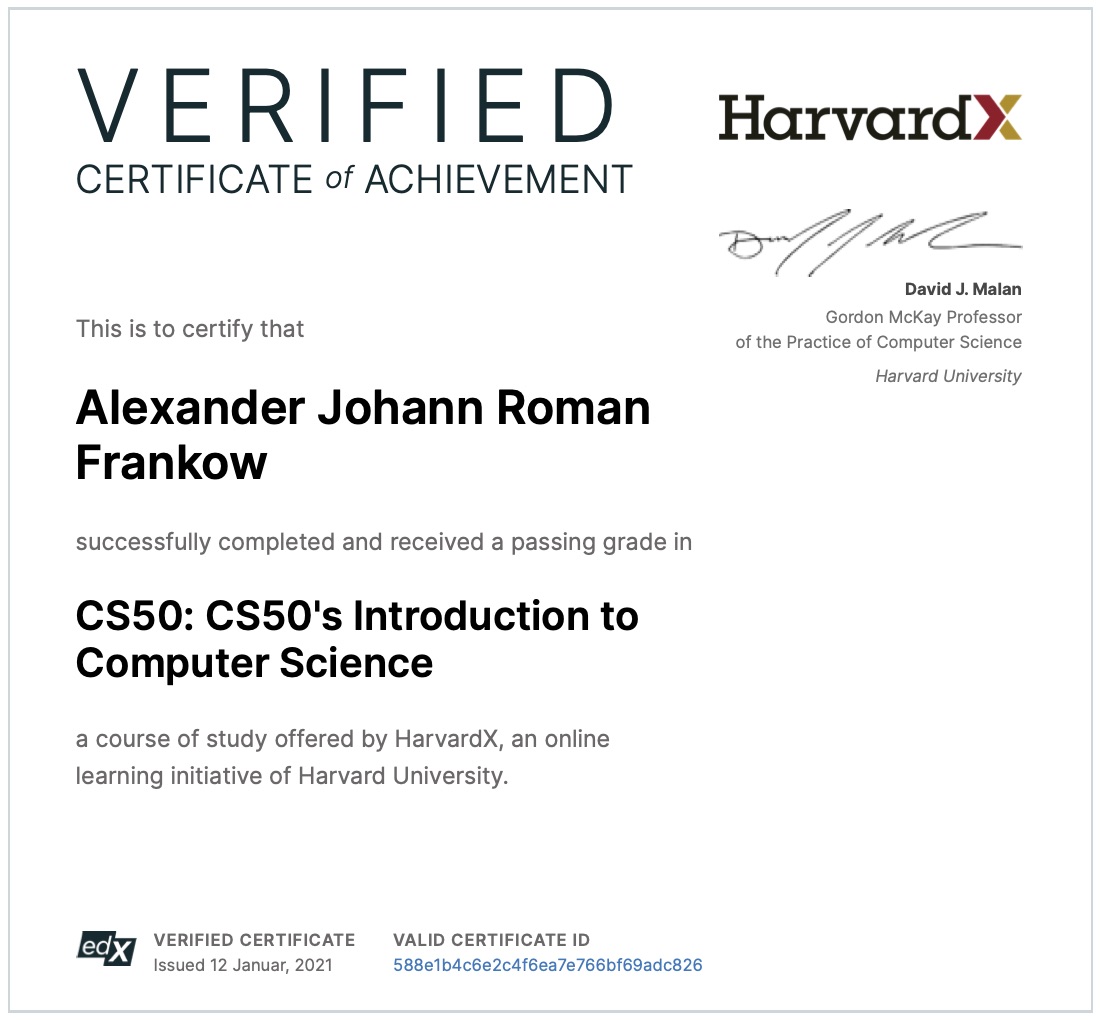 VERIFIED
CERTIFICATE of ACHIEVEMENT
HarvardX
David J. Malan
Gordon McKay Professor
of the Practice of Computer Science
Harvard University
This is to certify that
Alexander Johann Roman
Frankow
successfully completed and received a passing grade in
CS50: CS50's Introduction to
Computer Science
a course of study offered by HarvardX, an online
learning initiative of Harvard University.
edX
VERIFIED CERTIFICATE
Issued 12 Januar, 2021
VALID CERTIFICATE ID
588e1b4c6e2c4f6ea7e766bf69adc826